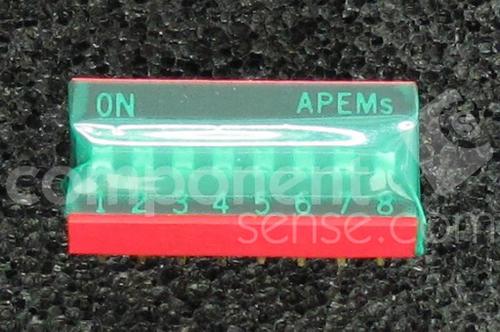 ON APEMs
1 2 3 4 5 6 7 8
component
sense.com